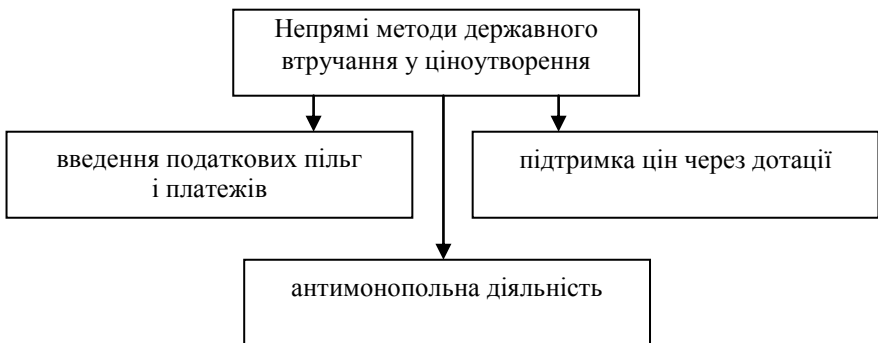 Непрямі методи державного
втручання у ціноутворення
введення податкових пільг
і платежів
підтримка цін через дотації
антимонопольна діяльність